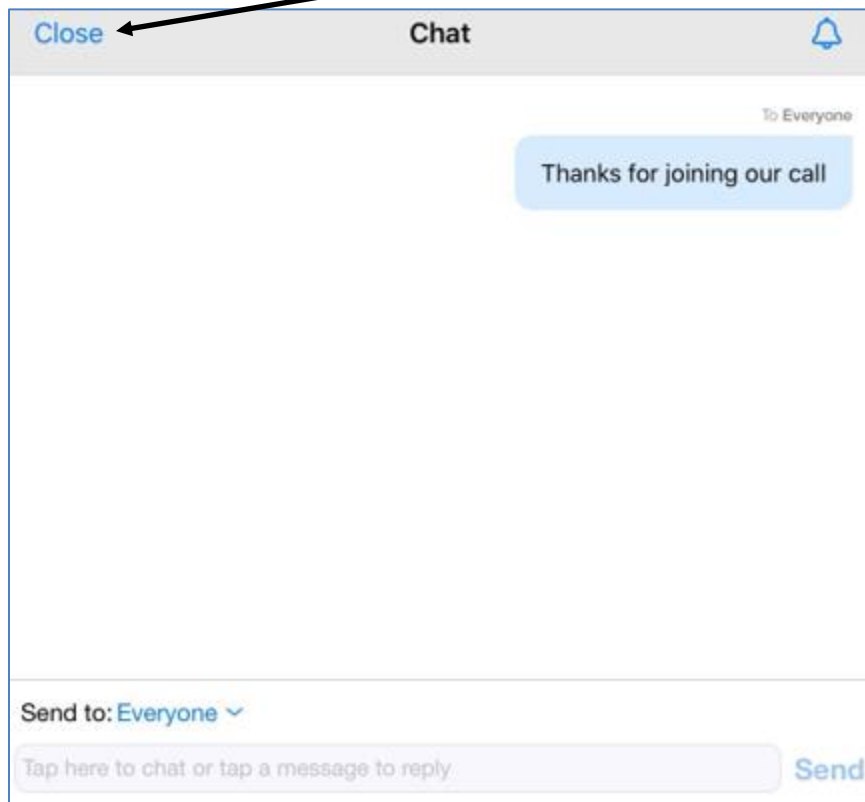 Close Chat
To Everyone
Thanks for joining our call
Send to: Everyone
Tap here to chat or tap a message to reply Send